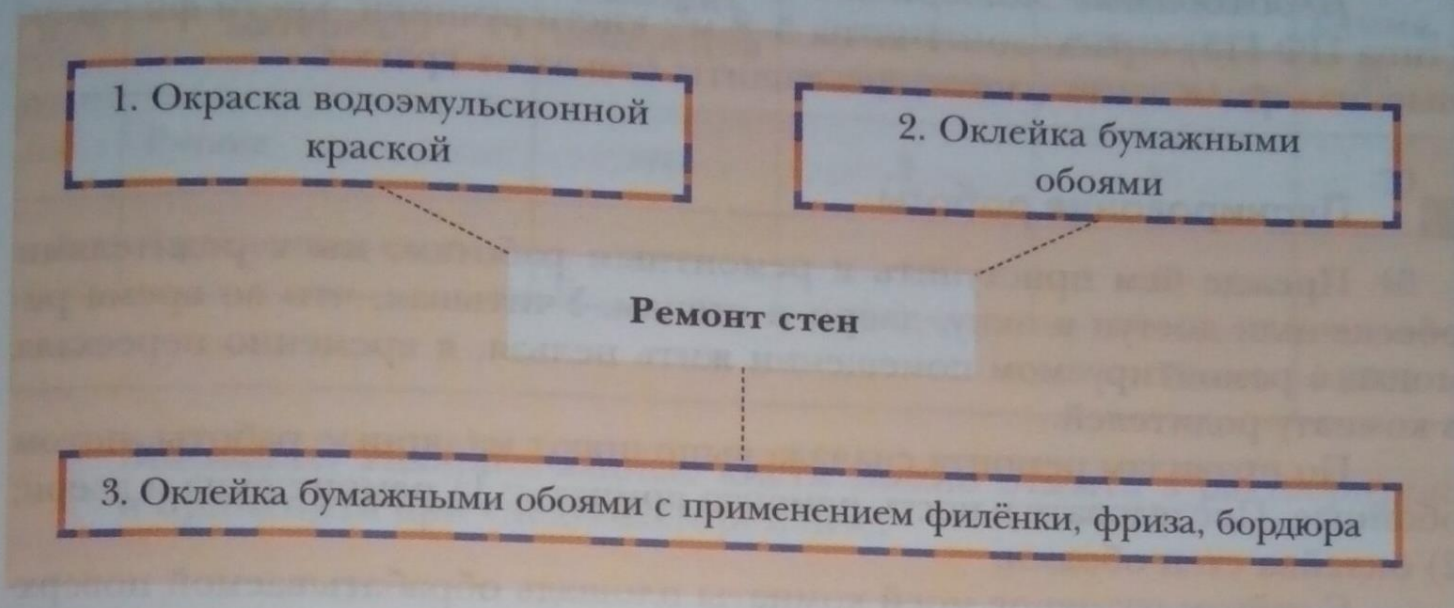 1. Окраска водоэмульсионной
краской
2. Оклейка бумажными
обоями
Ремонт стен
3. Оклейка бумажными обоями с применением филёнки, фриза, бордюра